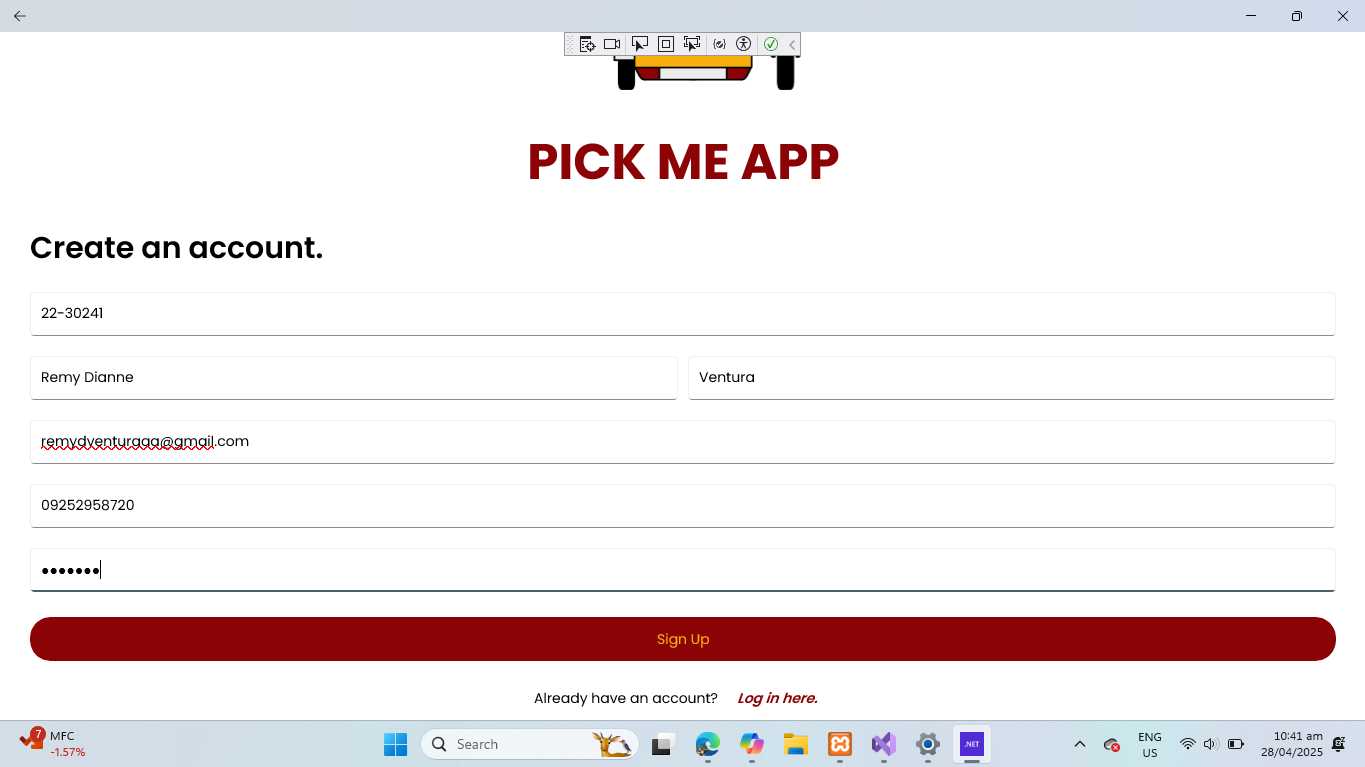 PICK ME APP
Create an account.
22-30241
Remy Dianne
Ventura
remydventuraqq@gmail.com
09252958720
●●●●●●●
Sign Up
Already have an account? Log in here.
7
MFC
-1.57%
Search
.NET
ENG
US
10:41 am
28/04/2025